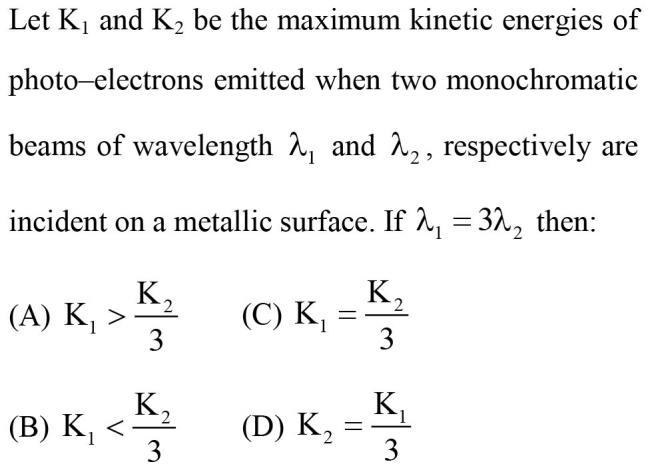 Let K₁ and K₂ be the maximum kinetic energies of
photo–electrons emitted when two monochromatic
beams of wavelength λ₁ and λ₂, respectively are
incident on a metallic surface. If λ₁ = 3λ₂ then:
(A) K₁ > K₂/3 (C) K₁ = K₂/3
(B) K₁ < K₂/3 (D) K₂ = K₁/3